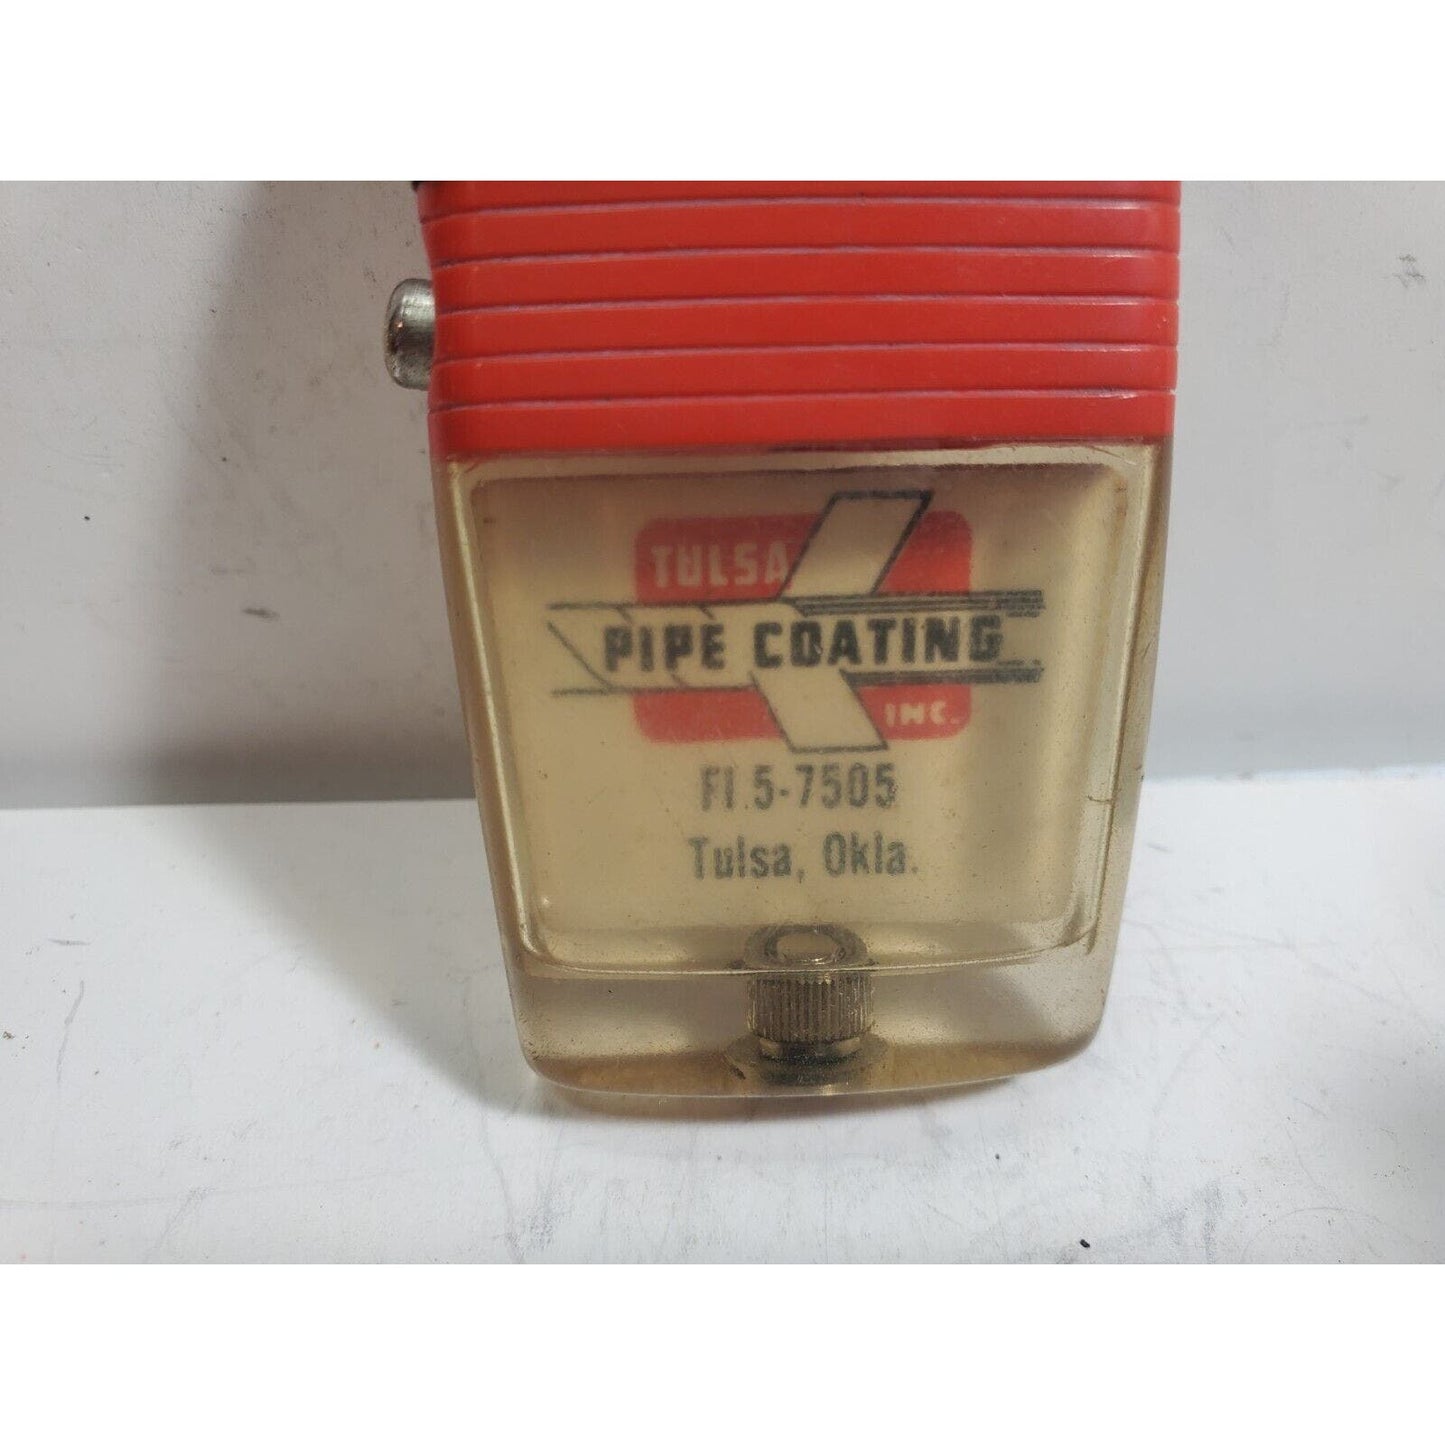 TULSA
PIPE COATING
INC.
FI.5-7505
Tulsa, Okla.